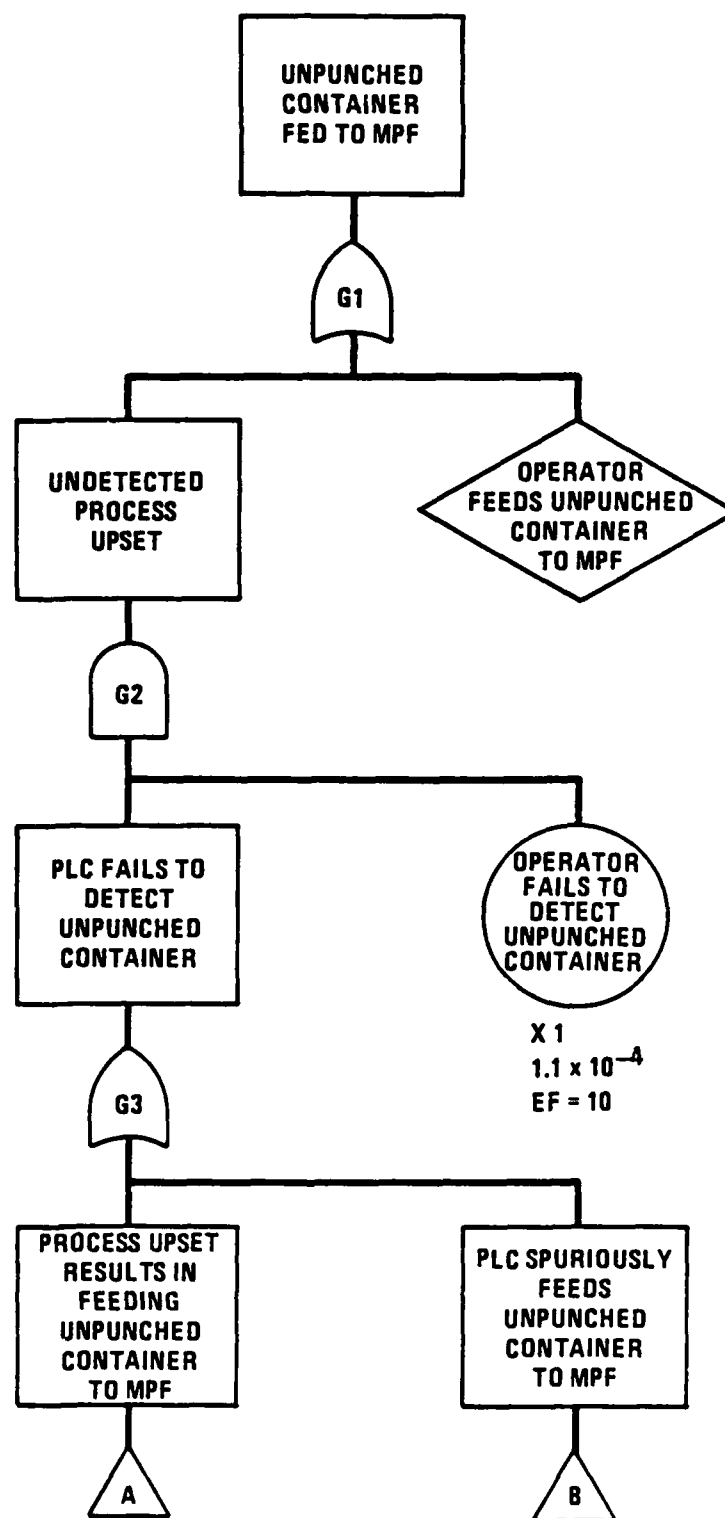 UNPUNCHED
CONTAINER
FED TO MPF
G1
UNDETECTED
PROCESS
UPSET
OPERATOR
FEEDS UNPUNCHED
CONTAINER
TO MPF
G2
PLC FAILS TO
DETECT
UNPUNCHED
CONTAINER
OPERATOR
FAILS TO
DETECT
UNPUNCHED
CONTAINER
X 1
1.1 x 10⁻⁴
EF = 10
G3
PROCESS UPSET
RESULTS IN
FEEDING
UNPUNCHED
CONTAINER
TO MPF
PLC SPURIOUSLY
FEEDS
UNPUNCHED
CONTAINER
TO MPF
A
B